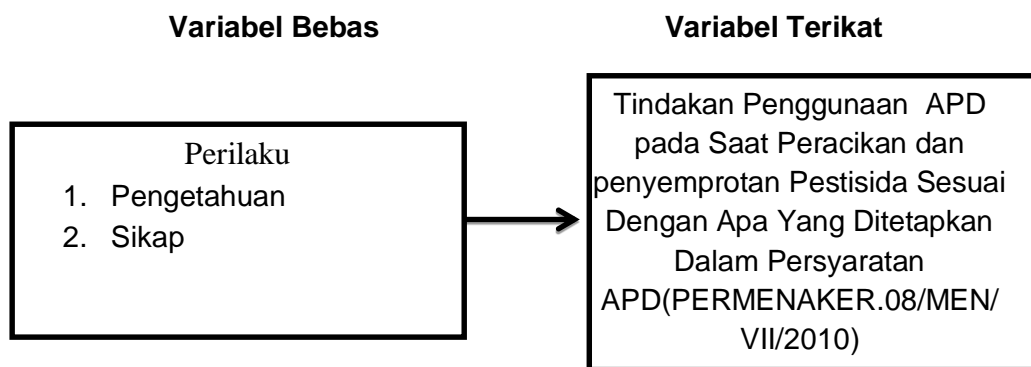 Variabel Bebas
Variabel Terikat
Perilaku
1. Pengetahuan
2. Sikap
Tindakan Penggunaan APD
pada Saat Peracikan dan
penyemprotan Pestisida Sesuai
Dengan Apa Yang Ditetapkan
Dalam Persyaratan
APD(PERMENAKER.08/MEN/
VII/2010)